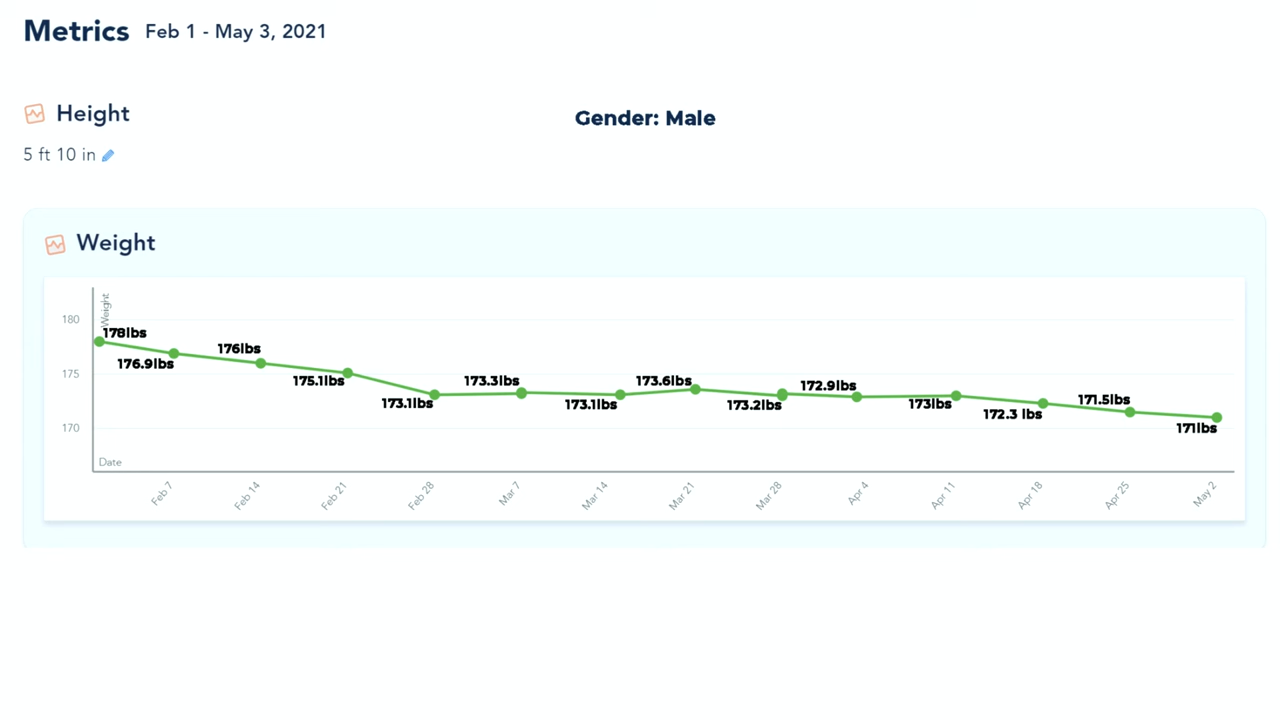 Metrics Feb 1 - May 3, 2021
Height
Gender: Male
5 ft 10 in
Weight
Weight
180
178lbs
176.9lbs
176lbs
175
175.1lbs
173.1lbs
173.3lbs
173.1lbs
173.6lbs
173.2lbs
172.9lbs
173lbs
172.3 lbs
171.5lbs
171lbs
170
Date
Feb 7
Feb 14
Feb 21
Feb 28
Mar 7
Mar 14
Mar 21
Mar 28
Apr 4
Apr 11
Apr 18
Apr 25
May 2